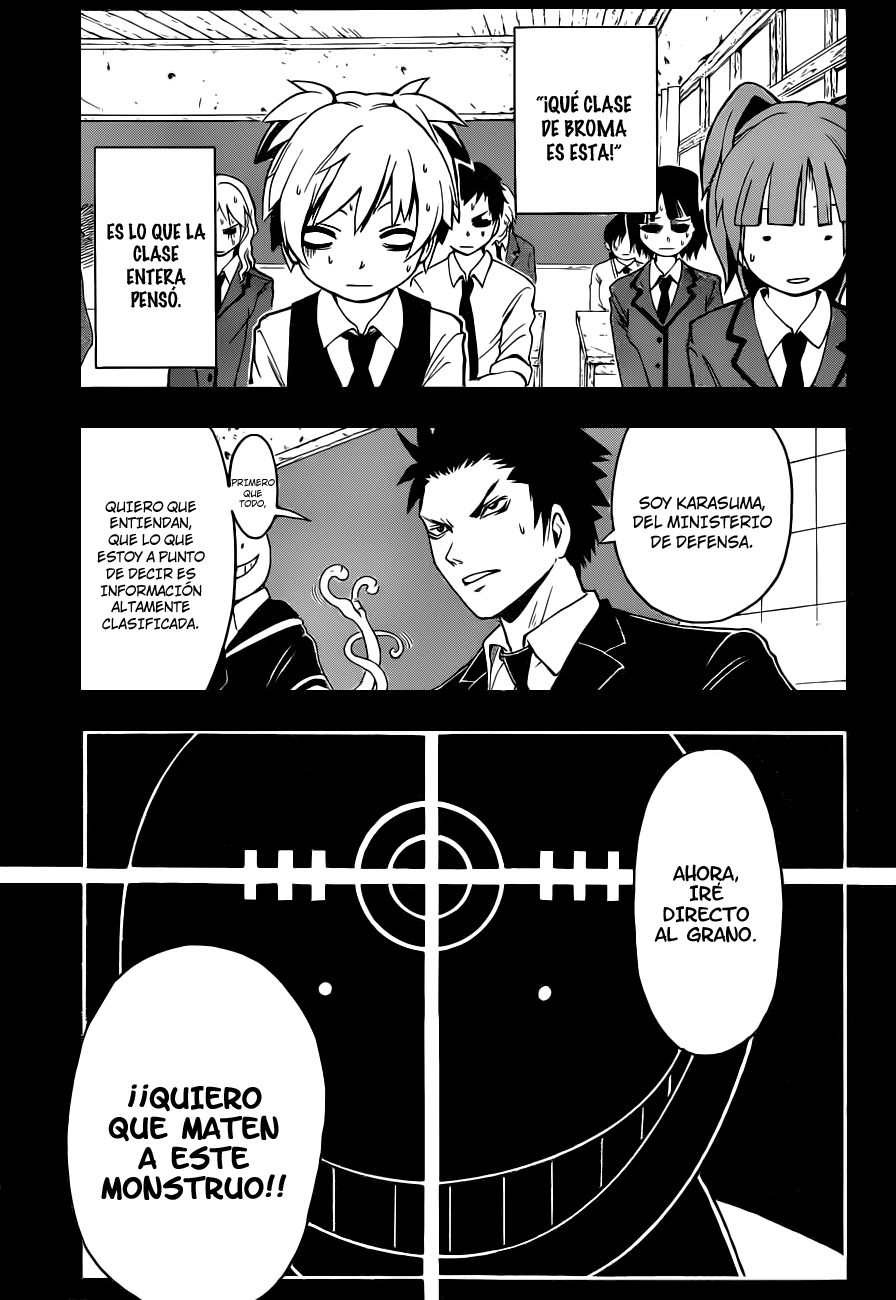 "¡QUÉ CLASE
DE BROMA
ES ESTA!"
ES LO QUE LA
CLASE
ENTERA
PENSÓ.
SOY KARASUMA,
DEL MINISTERIO
DE DEFENSA.
PRIMERO
QUE
TODO,
QUIERO QUE
ENTIENDAN,
QUE LO QUE
ESTOY A PUNTO
DE DECIR ES
INFORMACIÓN
ALTAMENTE
CLASIFICADA.
AHORA,
IRÉ
DIRECTO
AL GRANO.
¡¡QUIERO
QUE MATEN
A ESTE
MONSTRUO!!